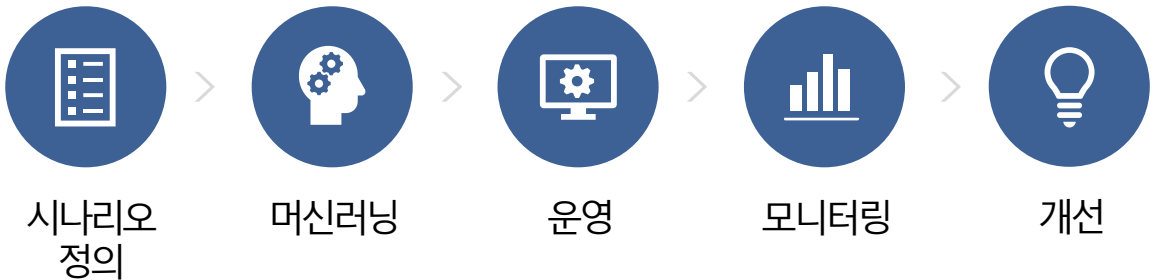 시나리오
정의
머신러닝
운영
모니터링
개선